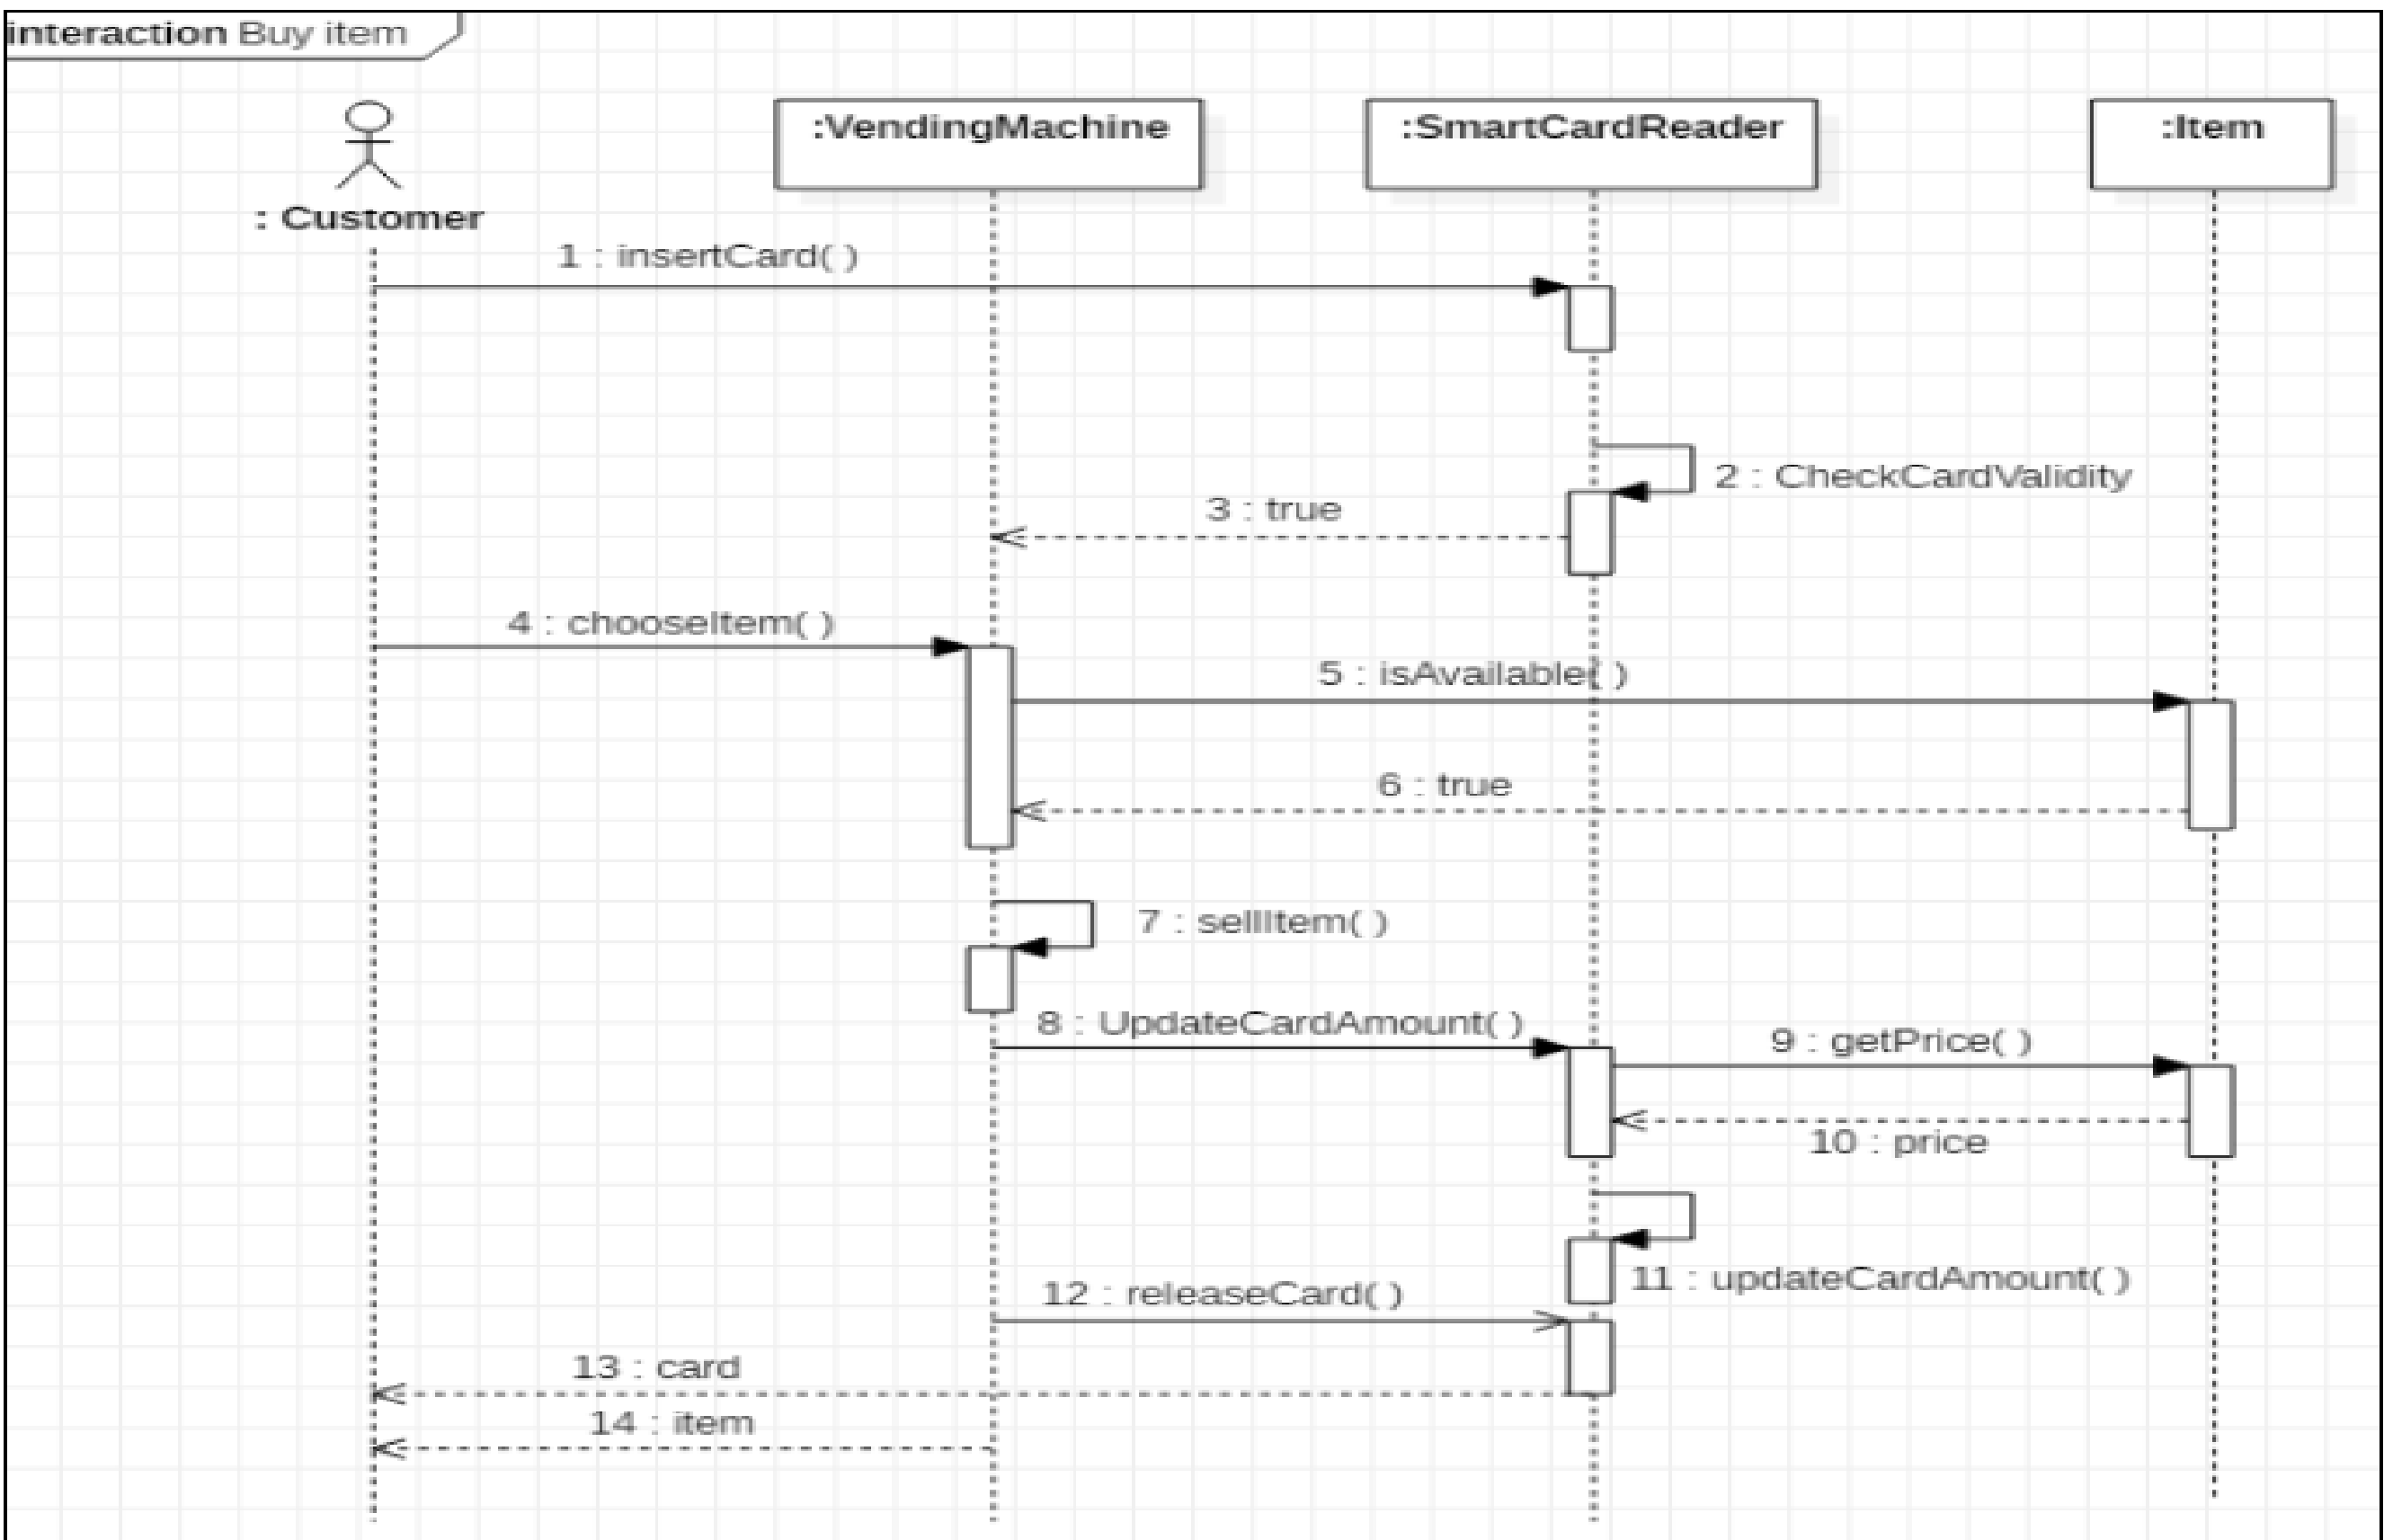 interaction Buy item
:VendingMachine
:SmartCardReader
:Item
: Customer
1 : insertCard( )
2 : CheckCardValidity
3 : true
4 : chooseItem( )
5 : isAvailable( )
6 : true
7 : sellItem( )
8 : UpdateCardAmount( )
9 : getPrice( )
10 : price
11 : updateCardAmount( )
12 : releaseCard( )
13 : card
14 : item